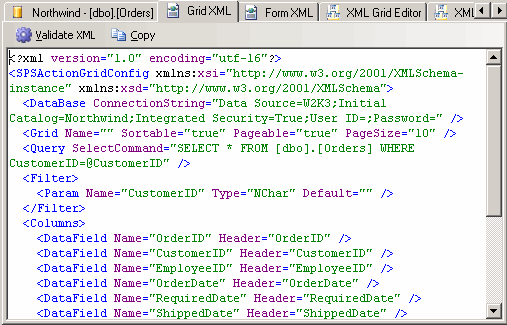 Northwind - [dbo].[Orders] Grid XML Form XML XML Grid Editor XML
Validate XML Copy
<?xml version="1.0" encoding="utf-16"?>
<SPSActionGridConfig xmlns:xsi="http://www.w3.org/2001/XMLSchema-
instance" xmlns:xsd="http://www.w3.org/2001/XMLSchema">
<DataBase ConnectionString="Data Source=W2K3;Initial
Catalog=Northwind;Integrated Security=True;User ID=;Password=" />
<Grid Name="" Sortable="true" Pageable="true" PageSize="10" />
<Query SelectCommand="SELECT * FROM [dbo].[Orders] WHERE
CustomerID=@CustomerID" />
<Filter>
<Param Name="CustomerID" Type="NChar" Default="" />
</Filter>
<Columns>
<DataField Name="OrderID" Header="OrderID" />
<DataField Name="CustomerID" Header="CustomerID" />
<DataField Name="EmployeeID" Header="EmployeeID" />
<DataField Name="OrderDate" Header="OrderDate" />
<DataField Name="RequiredDate" Header="RequiredDate" />
<DataField Name="ShippedDate" Header="ShippedDate" />